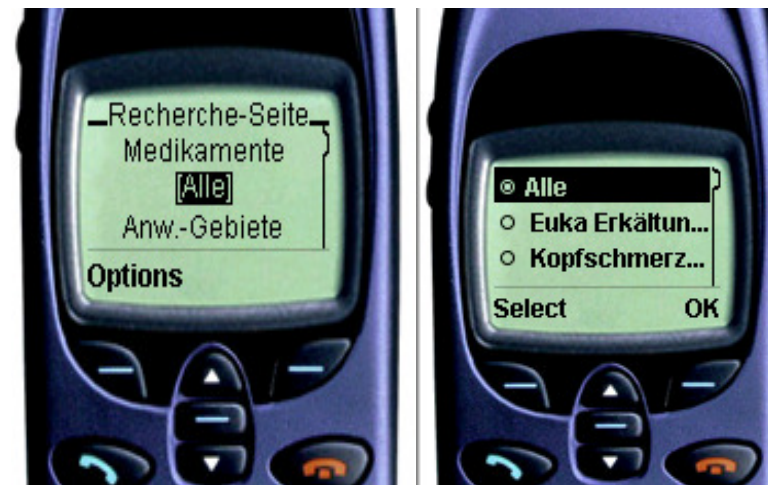 Recherche-Seite
Medikamente
[Alle]
Anw.-Gebiete
Options
Alle
Euka Erkältun...
Kopfschmerz...
Select OK